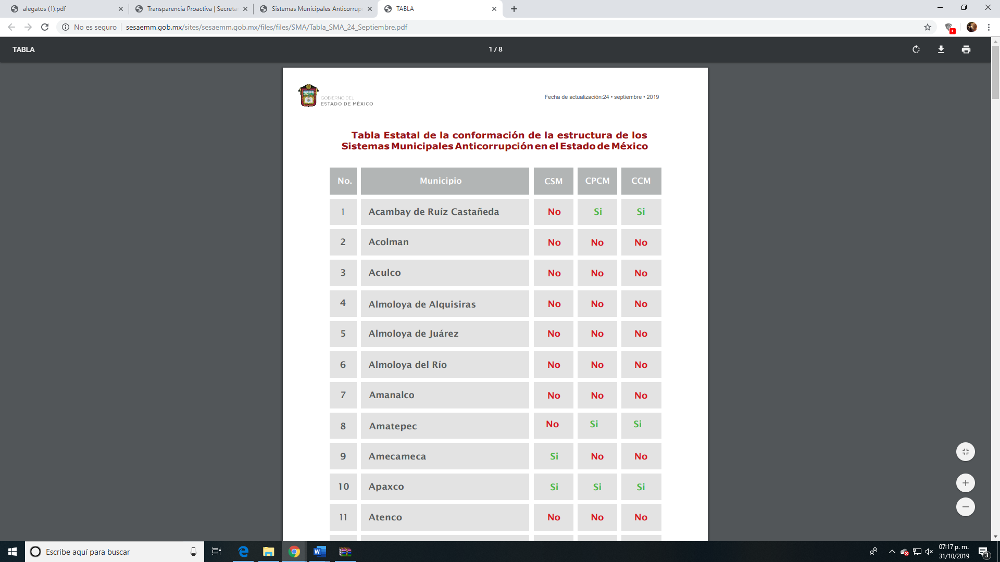 alegatos (1).pdf
Transparencia Proactiva | Secreta
Sistemas Municipales Anticorrup
TABLA
No es seguro
sesaemm.gob.mx/sites/sesaemm.gob.mx/files/files/SMA/Tabla_SMA_24_Septiembre.pdf
TABLA
1 / 8
GOBIERNO DEL
ESTADO DE MÉXICO
Fecha de actualización:24 • septiembre • 2019
Tabla Estatal de la conformación de la estructura de los
Sistemas Municipales Anticorrupción en el Estado de México
No. Municipio CSM CPCM CCM
1 Acambay de Ruíz Castañeda No Si Si
2 Acolman No No No
3 Aculco No No No
4 Almoloya de Alquisiras No No No
5 Almoloya de Juárez No No No
6 Almoloya del Río No No No
7 Amanalco No No No
8 Amatepec No Si Si
9 Amecameca Si No No
10 Apaxco Si Si Si
11 Atenco No No No
Escribe aquí para buscar
07:17 p. m.
31/10/2019
3